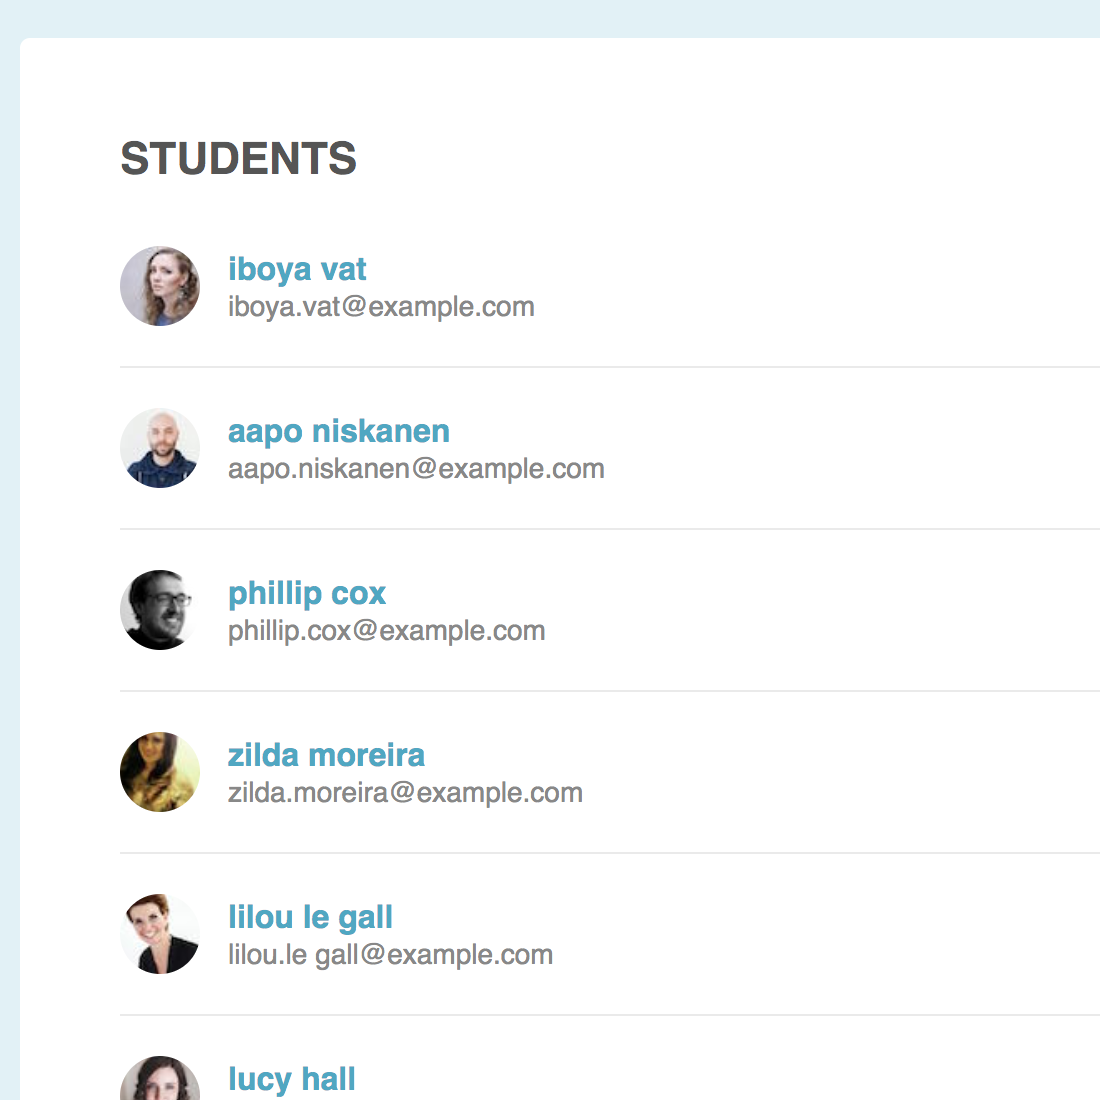 STUDENTS
iboya vat
iboya.vat@example.com
aapo niskanen
aapo.niskanen@example.com
phillip cox
phillip.cox@example.com
zilda moreira
zilda.moreira@example.com
lilou le gall
lilou.le gall@example.com
lucy hall